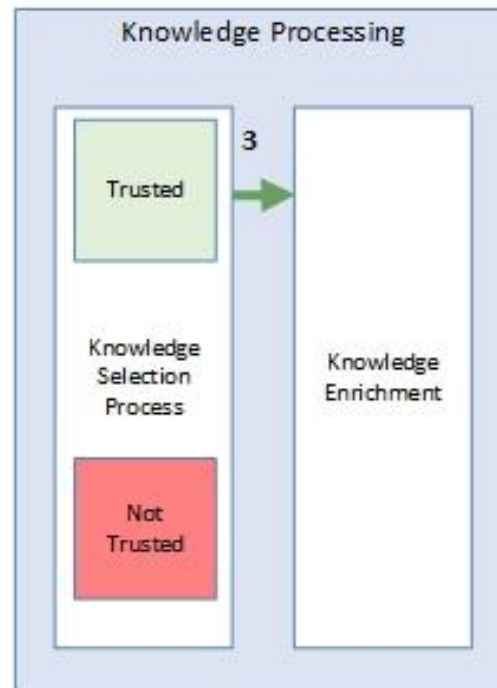 Knowledge Processing
3
Trusted
Knowledge
Selection
Process
Not
Trusted
Knowledge
Enrichment